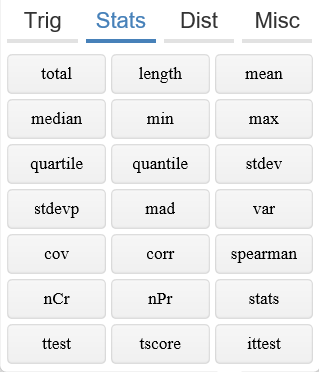 Trig Stats Dist Misc
total length mean
median min max
quartile quantile stdev
stdevp mad var
cov corr spearman
nCr nPr stats
ttest tscore ittest